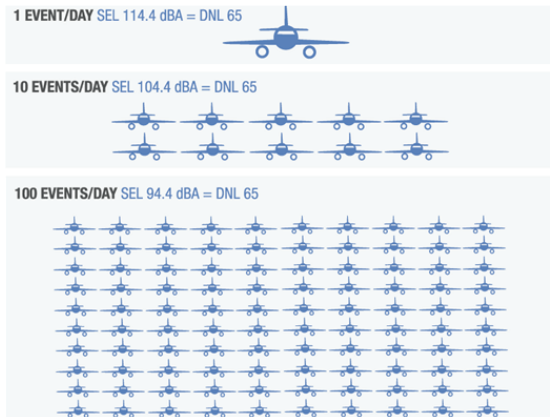 1 EVENT/DAY SEL 114.4 dBA = DNL 65
10 EVENTS/DAY SEL 104.4 dBA = DNL 65
100 EVENTS/DAY SEL 94.4 dBA = DNL 65